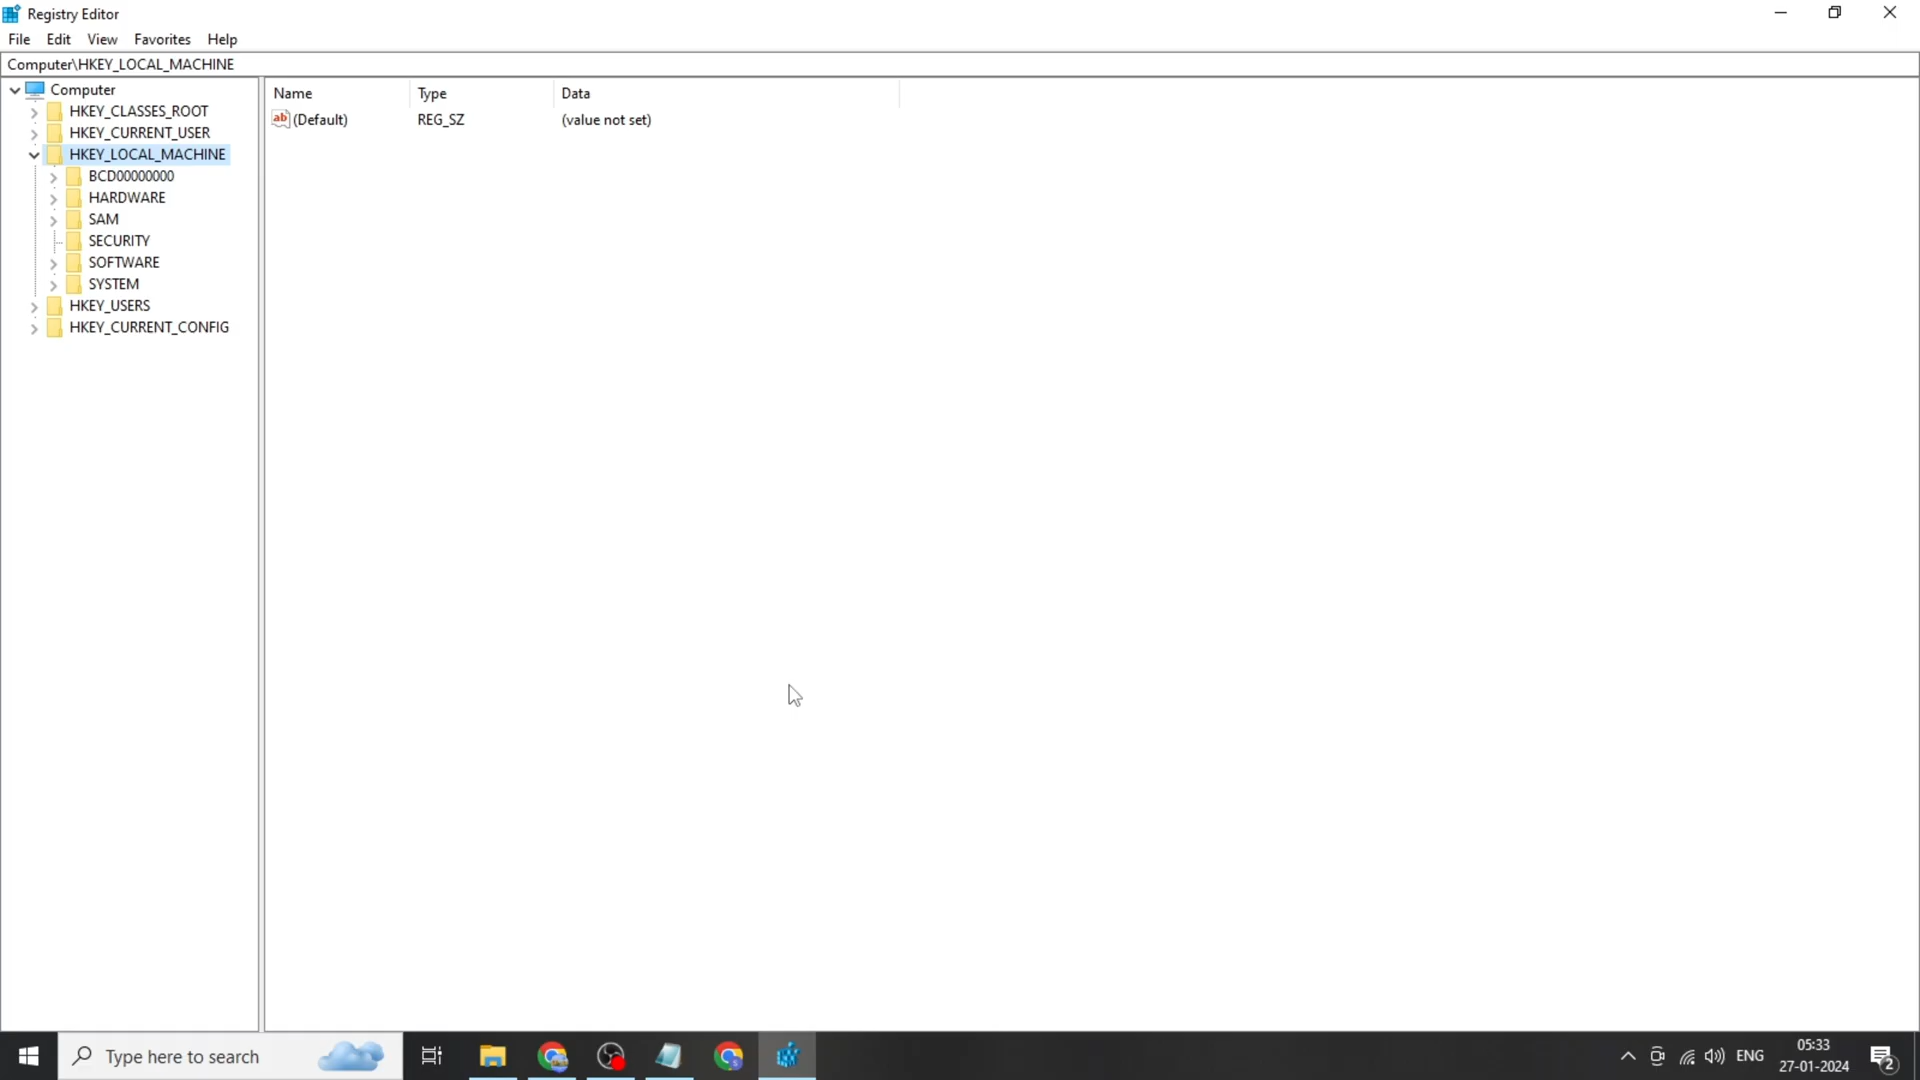 Registry Editor
File Edit View Favorites Help
Computer\HKEY_LOCAL_MACHINE
Computer
HKEY_CLASSES_ROOT
HKEY_CURRENT_USER
HKEY_LOCAL_MACHINE
BCD00000000
HARDWARE
SAM
SECURITY
SOFTWARE
SYSTEM
HKEY_USERS
HKEY_CURRENT_CONFIG
Name Type Data
ab (Default) REG_SZ (value not set)
Type here to search
ENG
05:33
27-01-2024
2